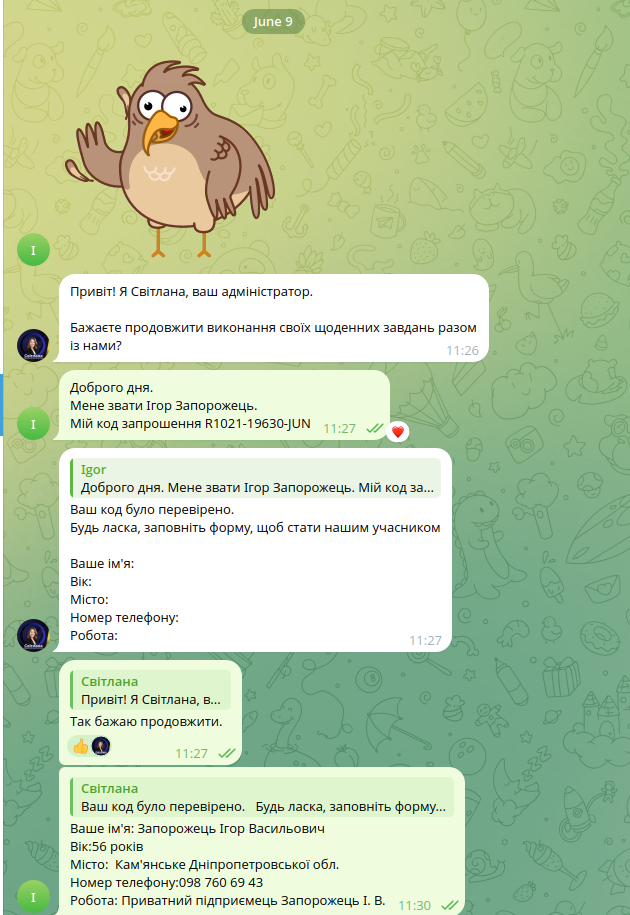 June 9
Привіт! Я Світлана, ваш адміністратор.
Бажаєте продовжити виконання своїх щоденних завдань разом
із нами?
11:26
Доброго дня.
Мене звати Ігор Запорожець.
Мій код запрошення R1021-19630-JUN
11:27
Igor
Доброго дня. Мене звати Ігор Запорожець. Мій код за...
Ваш код було перевірено.
Будь ласка, заповніть форму, щоб стати нашим учасником
Ваше ім'я:
Вік:
Місто:
Номер телефону:
Робота:
11:27
Світлана
Привіт! Я Світлана, в...
Так бажаю продовжити.
11:27
Світлана
Ваш код було перевірено. Будь ласка, заповніть форму...
Ваше ім'я: Запорожець Ігор Васильович
Вік:56 років
Місто: Кам'янське Дніпропетровської обл.
Номер телефону:098 760 69 43
Робота: Приватний підприємець Запорожець І. В.
11:30
I
I
I